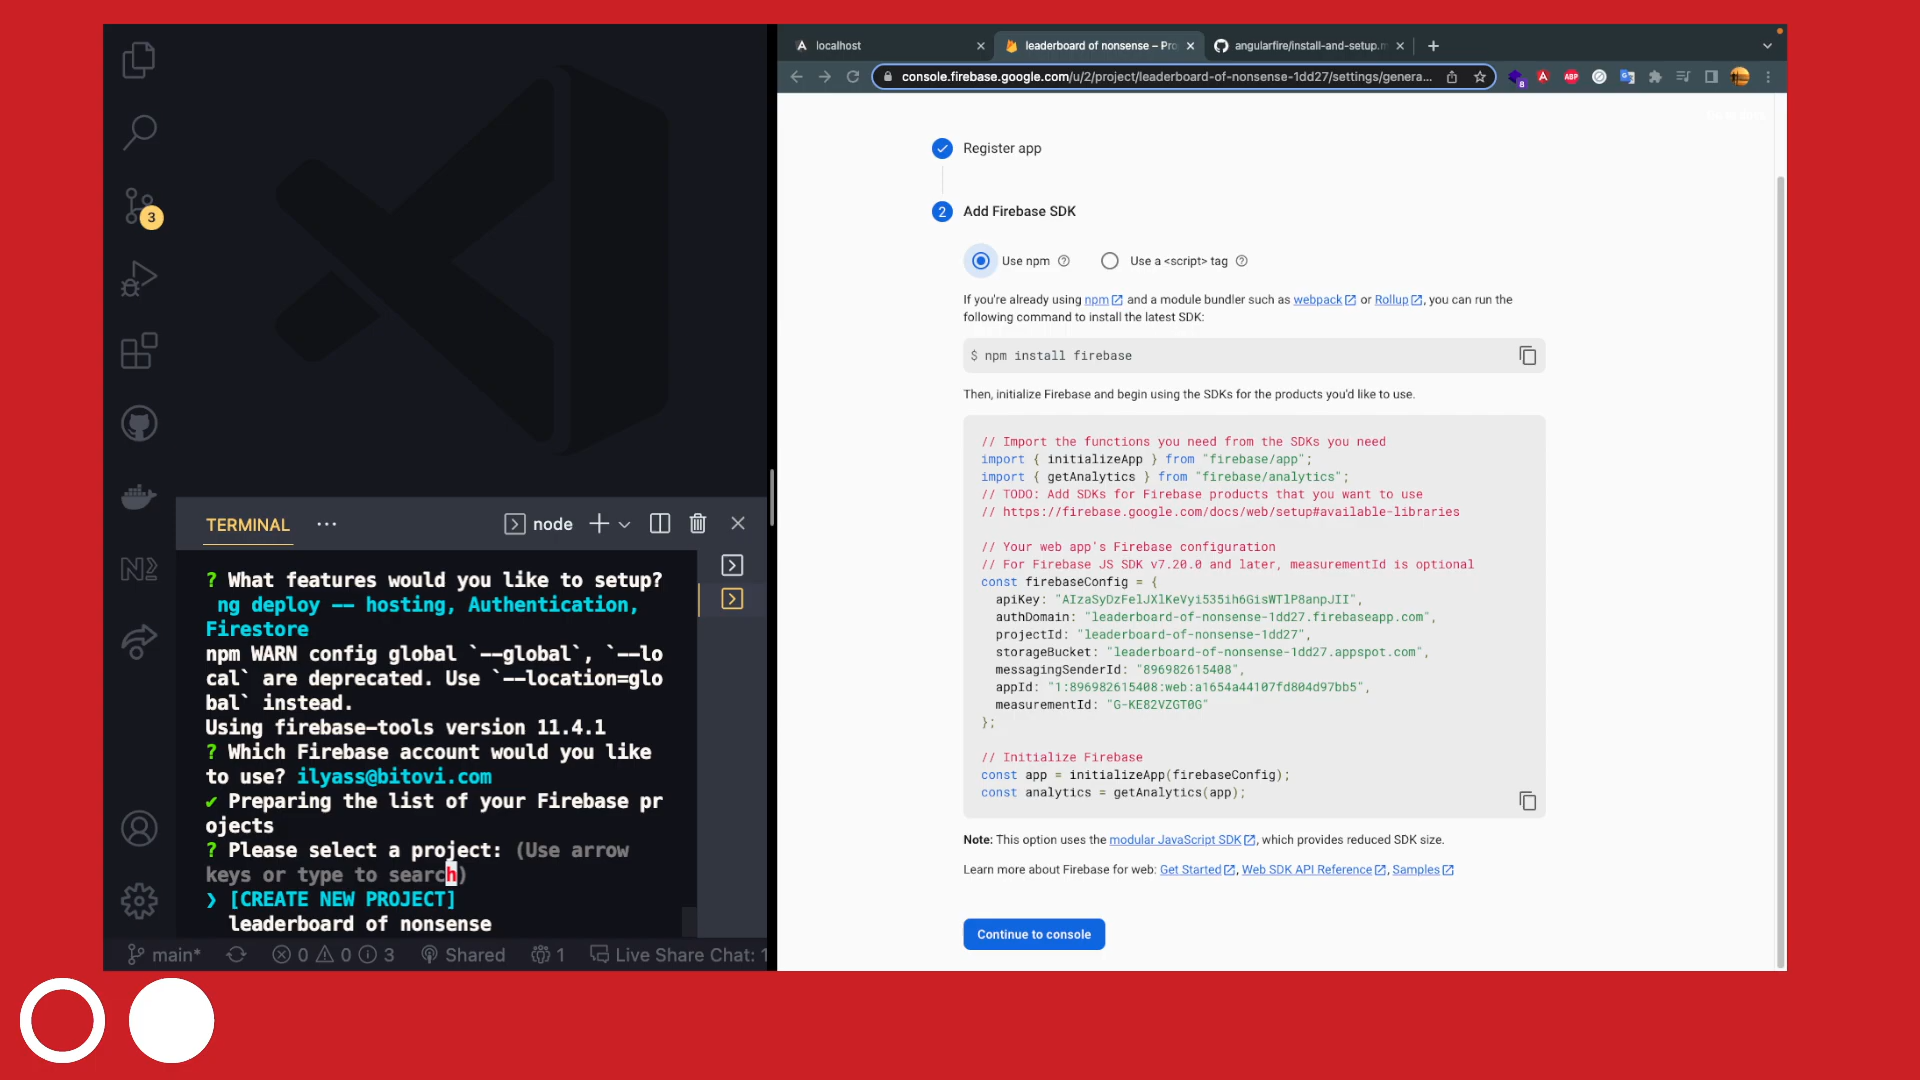 3
TERMINAL
node
? What features would you like to setup?
ng deploy -- hosting, Authentication,
Firestore
npm WARN config global `--global`, `--lo
cal` are deprecated. Use `--location=glo
bal` instead.
Using firebase-tools version 11.4.1
? Which Firebase account would you like
to use? ilyass@bitovi.com
✔ Preparing the list of your Firebase pr
ojects
? Please select a project: (Use arrow
keys or type to search)
❯ [CREATE NEW PROJECT]
leaderboard of nonsense
main* 0 0 3 Shared 1 Live Share Chat: 1
localhost
leaderboard of nonsense – Pro
angularfire/install-and-setup.m
console.firebase.google.com/u/2/project/leaderboard-of-nonsense-1dd27/settings/genera...
8
ABP
Register app
2 Add Firebase SDK
Use npm
Use a <script> tag
If you're already using npm and a module bundler such as webpack or Rollup, you can run the
following command to install the latest SDK:
$ npm install firebase
Then, initialize Firebase and begin using the SDKs for the products you'd like to use.
// Import the functions you need from the SDKs you need
import { initializeApp } from "firebase/app";
import { getAnalytics } from "firebase/analytics";
// TODO: Add SDKs for Firebase products that you want to use
// https://firebase.google.com/docs/web/setup#available-libraries
// Your web app's Firebase configuration
// For Firebase JS SDK v7.20.0 and later, measurementId is optional
const firebaseConfig = {
apiKey: "AIzaSyDzFelJXlKeVyi535ih6GisWTlP8anpJII",
authDomain: "leaderboard-of-nonsense-1dd27.firebaseapp.com",
projectId: "leaderboard-of-nonsense-1dd27",
storageBucket: "leaderboard-of-nonsense-1dd27.appspot.com",
messagingSenderId: "896982615408",
appId: "1:896982615408:web:a1654a44107fd804d97bb5",
measurementId: "G-KE82VZGT0G"
};
// Initialize Firebase
const app = initializeApp(firebaseConfig);
const analytics = getAnalytics(app);
Note: This option uses the modular JavaScript SDK, which provides reduced SDK size.
Learn more about Firebase for web: Get Started, Web SDK API Reference, Samples
Continue to console